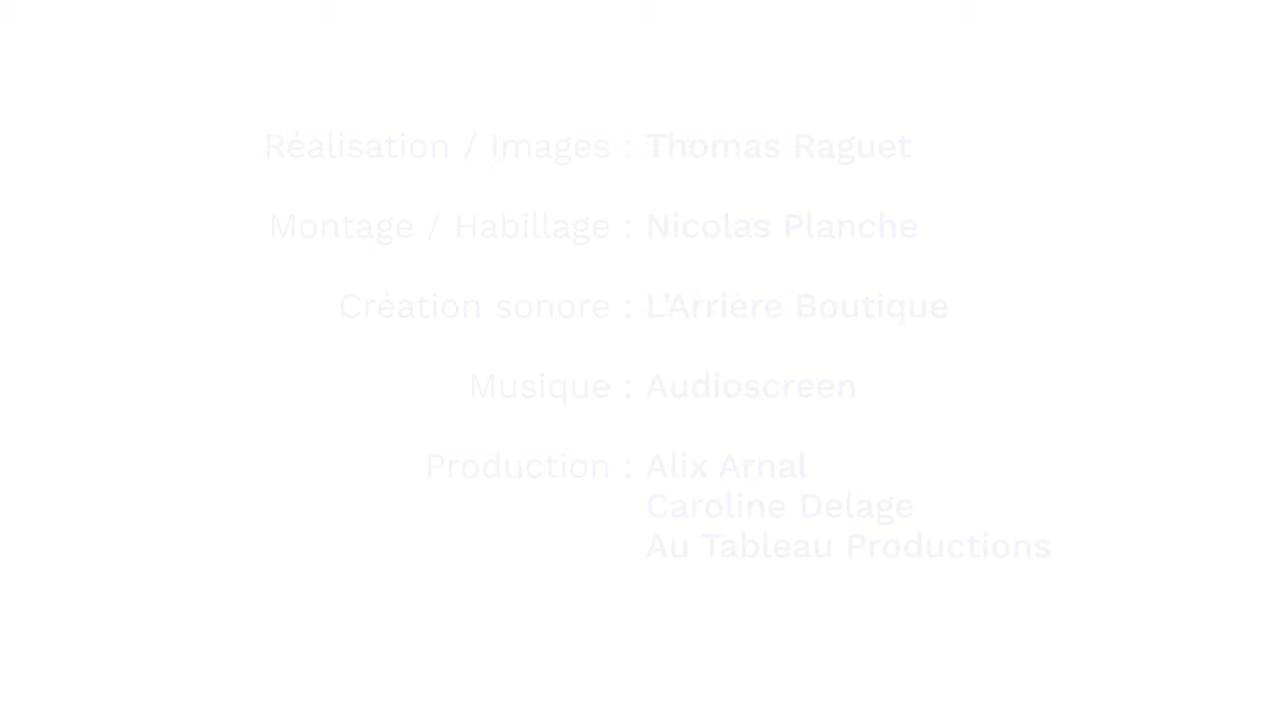 Réalisation / Images : Thomas Raguet
Montage / Habillage : Nicolas Planche
Création sonore : L'Arrière Boutique
Musique : Audioscreen
Production : Alix Arnal
Caroline Delage
Au Tableau Productions